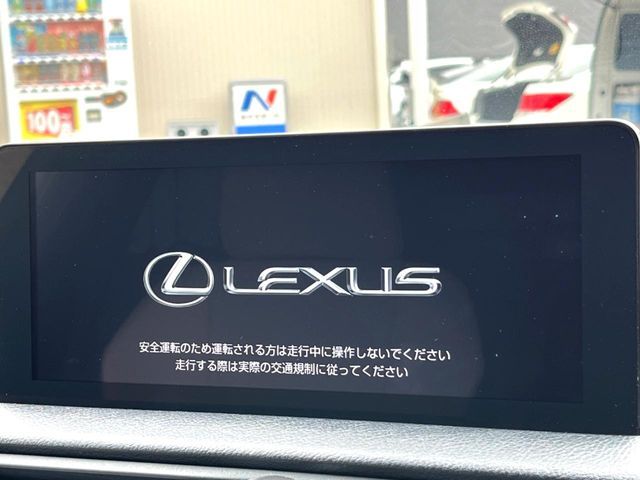 100円
N
LEXUS
安全運転のため運転される方は走行中に操作しないでください
走行する際は実際の交通規制に従ってください